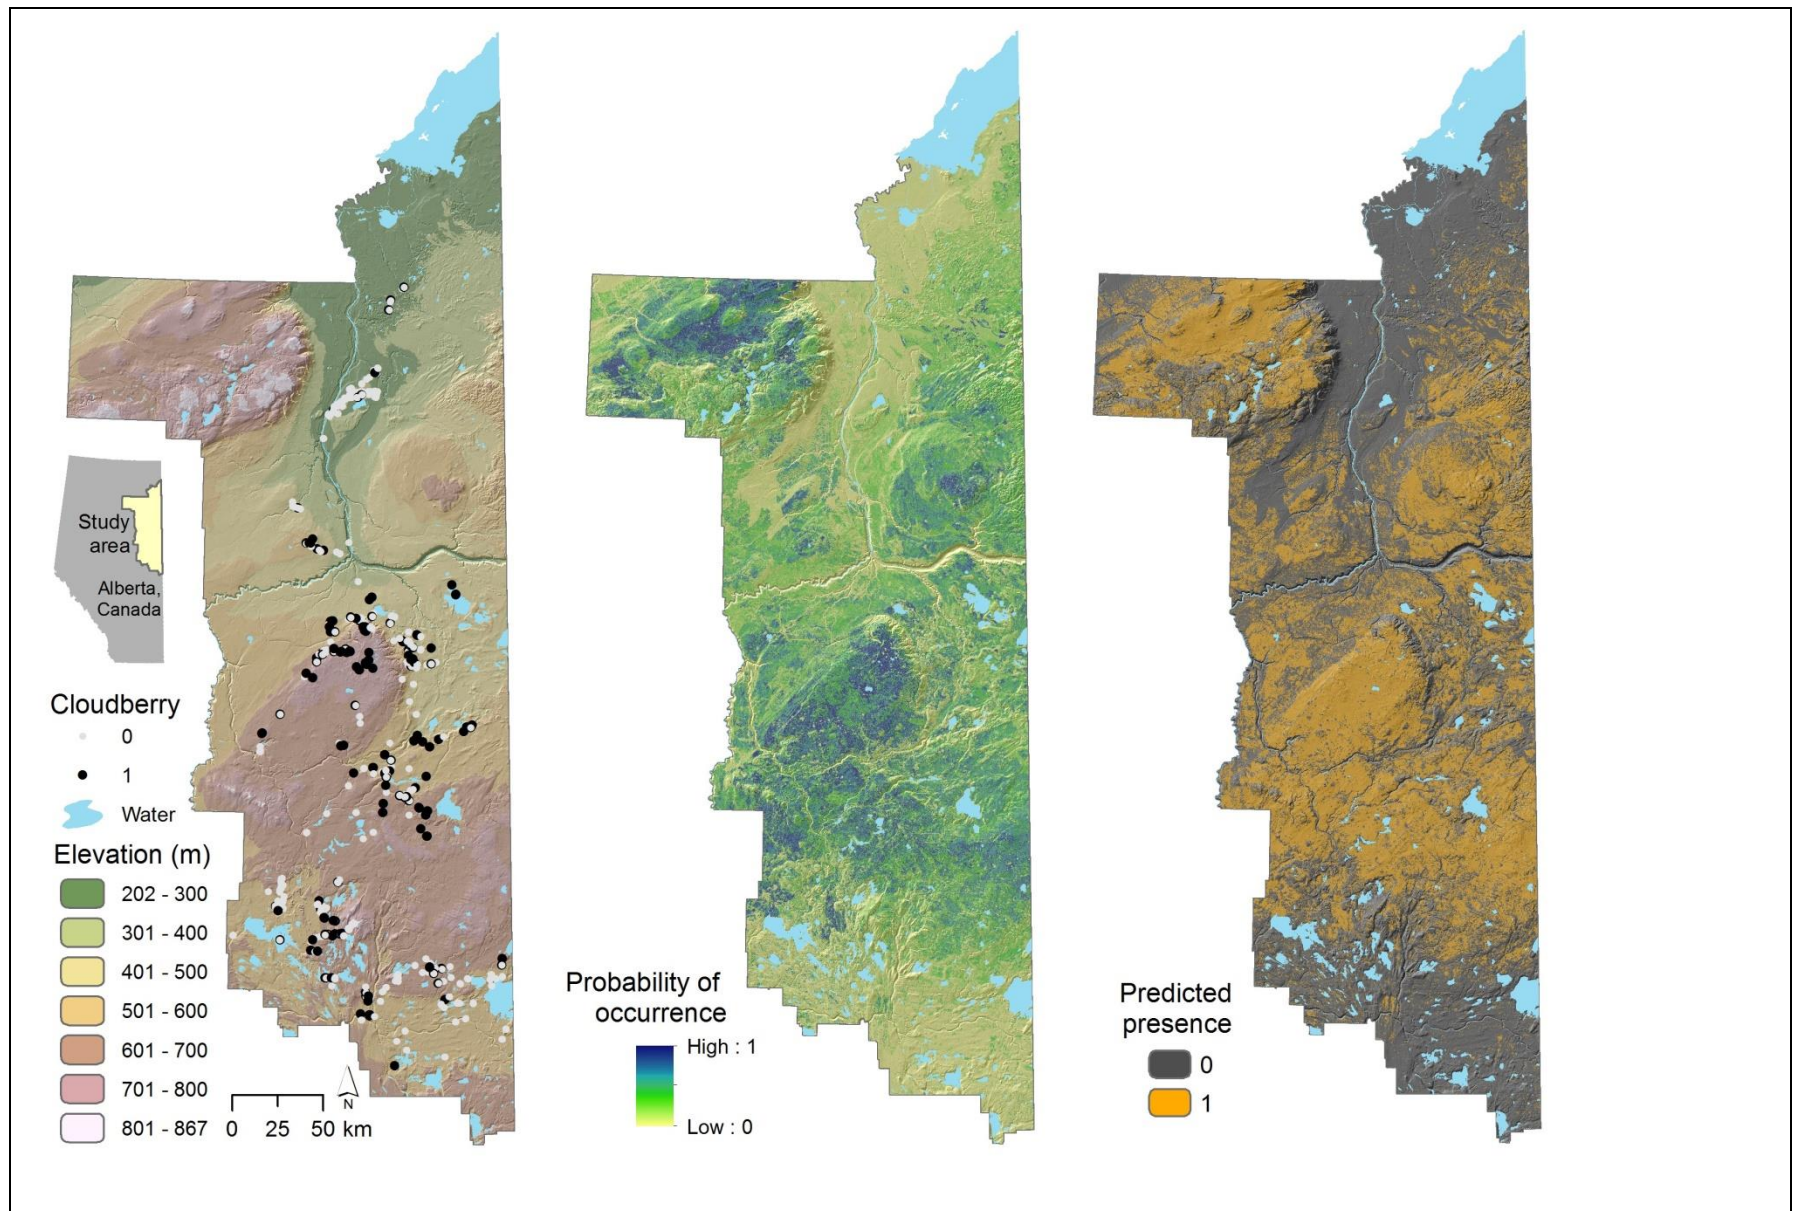 Study
area
Alberta,
Canada
Cloudberry
0
1
Water
Elevation (m)
202 - 300
301 - 400
401 - 500
501 - 600
601 - 700
701 - 800
801 - 867
N
0 25 50 km
Probability of
occurrence
High : 1
Low : 0
Predicted
presence
0
1